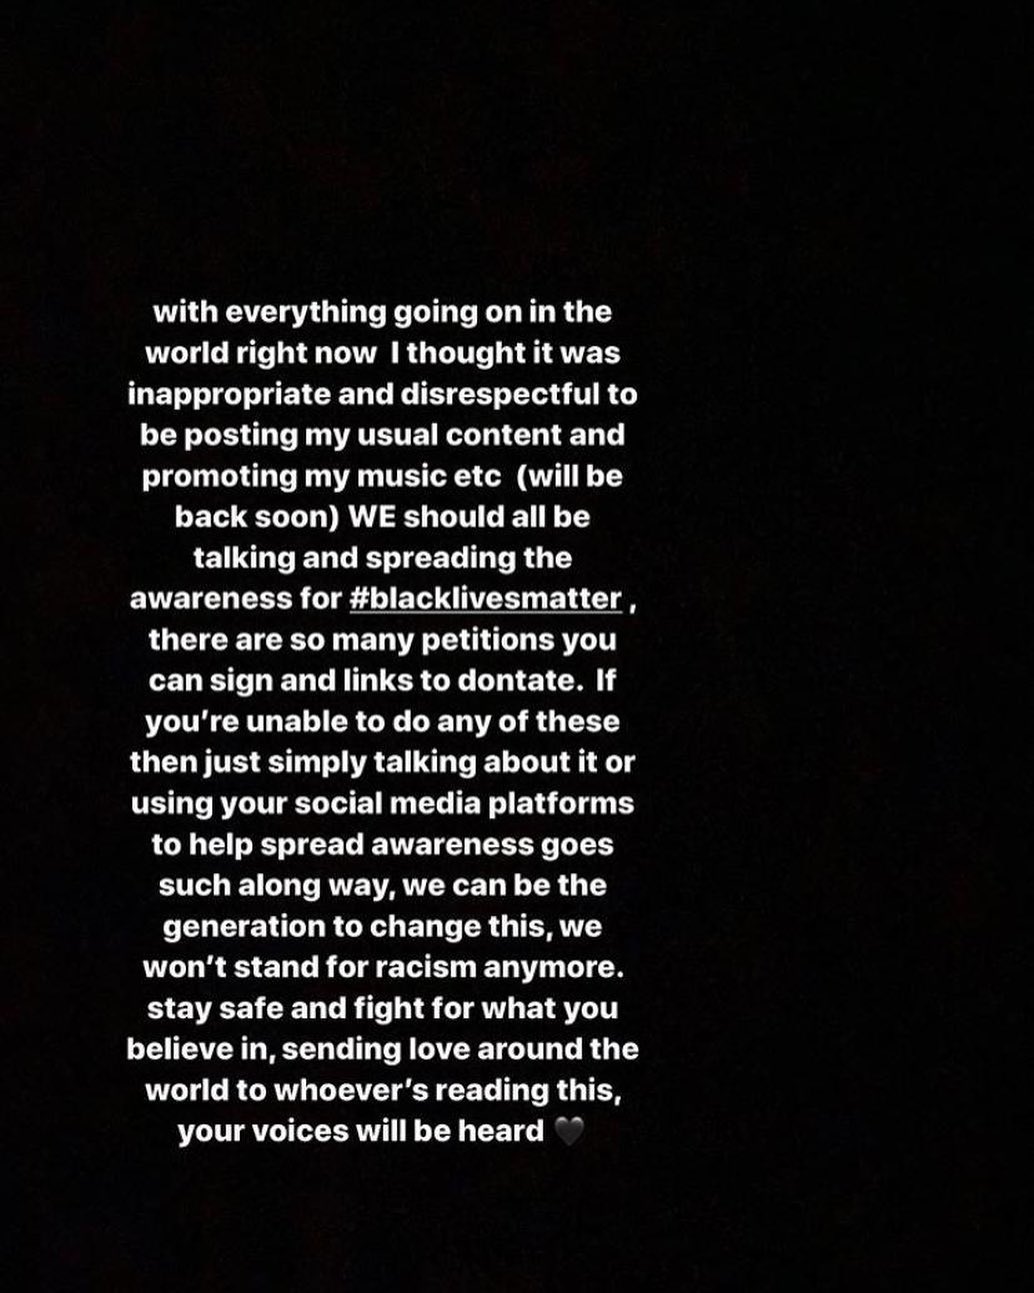 with everything going on in the
world right now  I thought it was
inappropriate and disrespectful to
be posting my usual content and
promoting my music etc  (will be
back soon) WE should all be
talking and spreading the
awareness for #blacklivesmatter ,
there are so many petitions you
can sign and links to dontate.  If
you’re unable to do any of these
then just simply talking about it or
using your social media platforms
to help spread awareness goes
such along way, we can be the
generation to change this, we
won’t stand for racism anymore.
stay safe and fight for what you
believe in, sending love around the
world to whoever’s reading this,
your voices will be heard 🖤